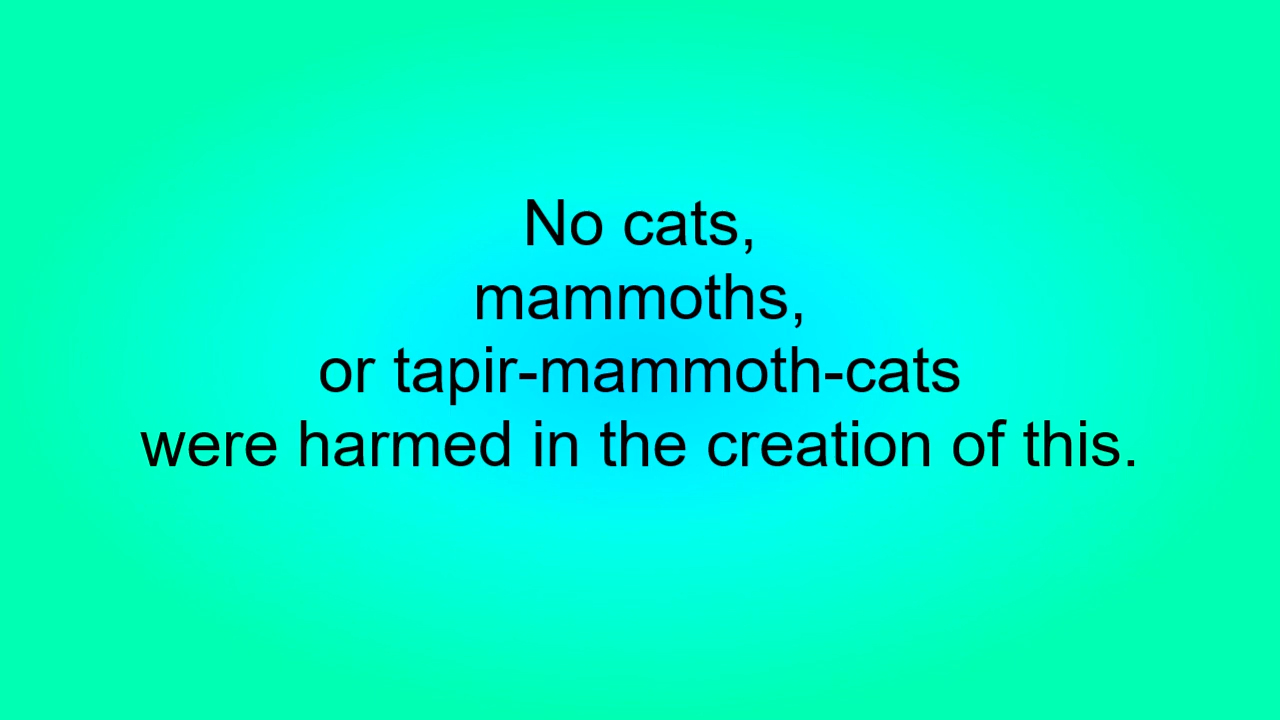 No cats,
mammoths,
or tapir-mammoth-cats
were harmed in the creation of this.